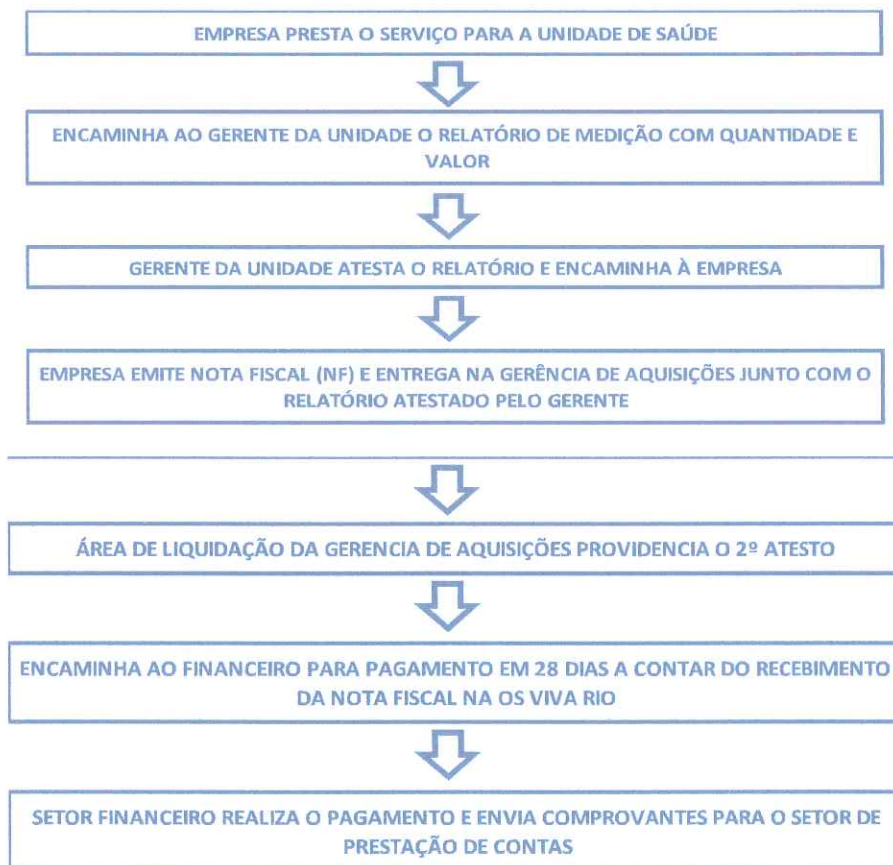 EMPRESA PRESTA O SERVIÇO PARA A UNIDADE DE SAÚDE
ENCAMINHA AO GERENTE DA UNIDADE O RELATÓRIO DE MEDIÇÃO COM QUANTIDADE E
VALOR
GERENTE DA UNIDADE ATESTA O RELATÓRIO E ENCAMINHA À EMPRESA
EMPRESA EMITE NOTA FISCAL (NF) E ENTREGA NA GERÊNCIA DE AQUISIÇÕES JUNTO COM O
RELATÓRIO ATESTADO PELO GERENTE
ÁREA DE LIQUIDAÇÃO DA GERENCIA DE AQUISIÇÕES PROVIDENCIA O 2º ATESTO
ENCAMINHA AO FINANCEIRO PARA PAGAMENTO EM 28 DIAS A CONTAR DO RECEBIMENTO
DA NOTA FISCAL NA OS VIVA RIO
SETOR FINANCEIRO REALIZA O PAGAMENTO E ENVIA COMPROVANTES PARA O SETOR DE
PRESTAÇÃO DE CONTAS